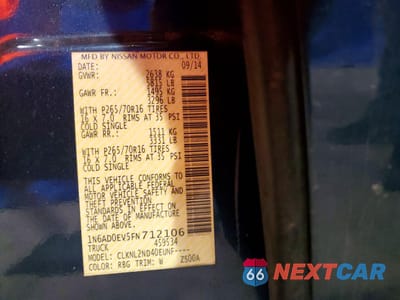 MFD BY NISSAN MOTOR CO., LTD.
DATE: 09/14
GVWR: 2638 KG
5815 LB
GAWR FR.: 1495 KG
3296 LB
WITH P265/70R16 TIRES
16 X 7.0 RIMS AT 35 PSI
COLD SINGLE
GAWR RR.: 1511 KG
3331 LB
WITH P265/70R16 TIRES
16 X 7.0 RIMS AT 35 PSI
COLD SINGLE
THIS VEHICLE CONFORMS TO
ALL APPLICABLE FEDERAL
MOTOR VEHICLE SAFETY AND
THEFT PREVENTION
STANDARDS IN EFFECT ON
THE DATE OF MANUFACTURE
SHOWN ABOVE.
1N6AD0EV5FN712106
TRUCK 459534
MODEL: CLKNL2ND40EUNF----
COLOR: RBG TRIM: W Z500A
66 NEXTCAR